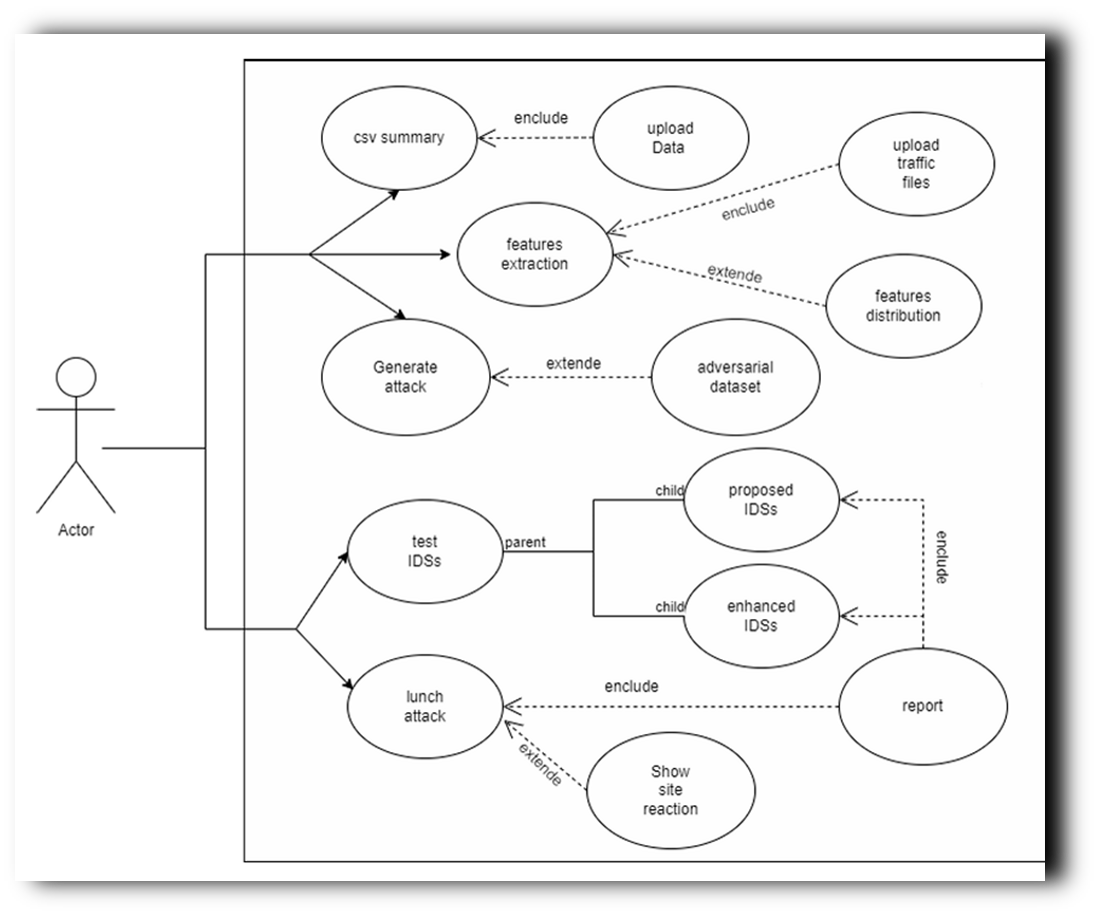 csv summary
enclude
upload
Data
upload
traffic
files
enclude
features
extraction
extende
features
distribution
Generate
attack
extende
adversarial
dataset
child
proposed
IDSs
enclude
test
IDSs
parent
child
enhanced
IDSs
Actor
lunch
attack
enclude
report
extende
Show
site
reaction